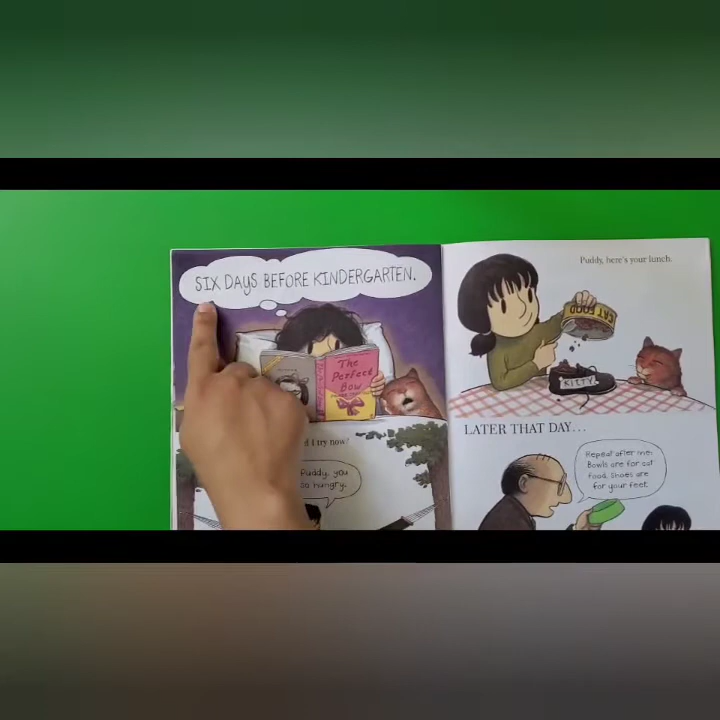 SIX DAYS BEFORE KINDERGARTEN.
The
Perfect
Bow
d I try now?
Puddy, you
so hungry.
Puddy, here's your lunch.
CAT FOOD
KITTY
LATER THAT DAY...
Repeat after me:
Bowls are for cat
food. Shoes are
for your feet.